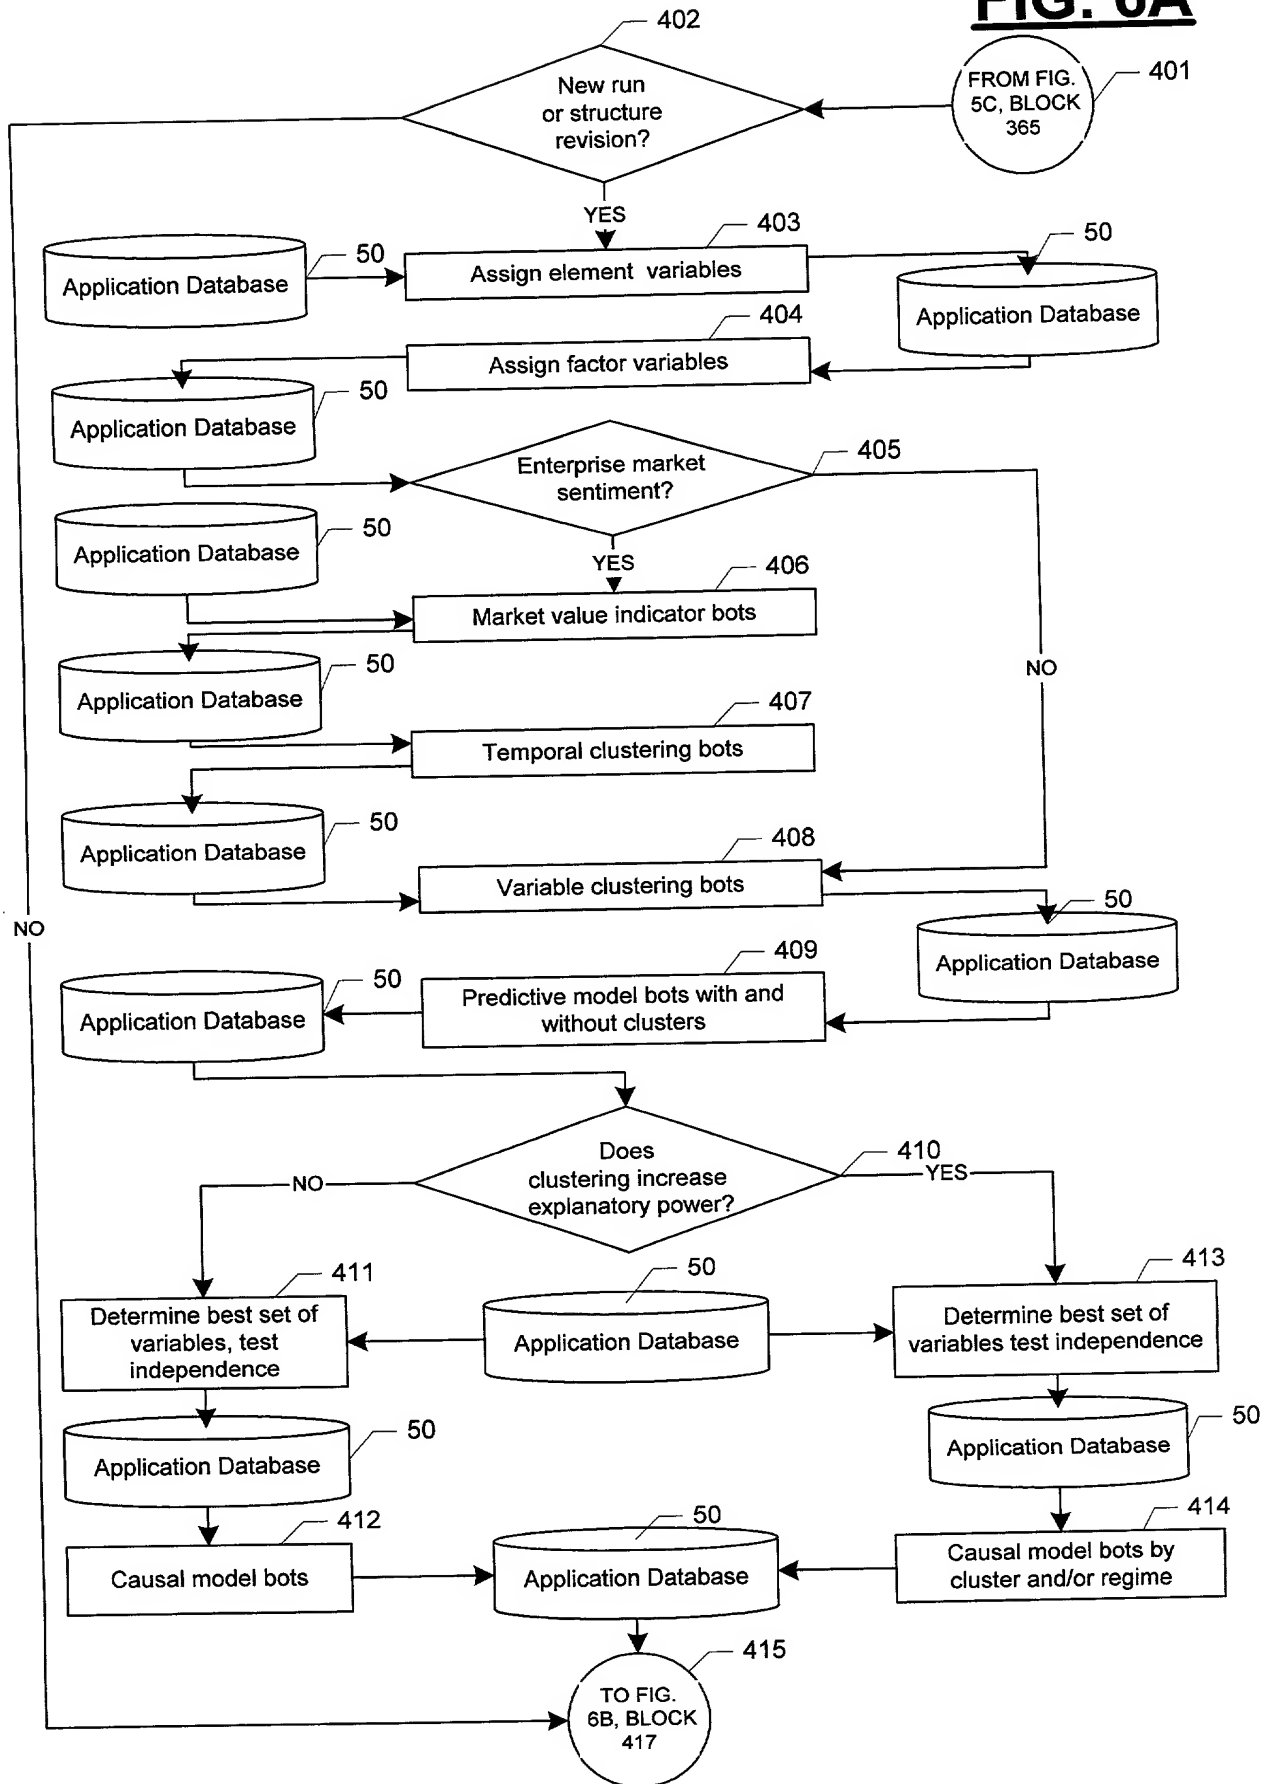 FIG. 6A
402
New run
or structure
revision?
FROM FIG.
5C, BLOCK
365
401
YES
403
50
50
Application Database
Assign element variables
Application Database
404
Assign factor variables
50
Application Database
Enterprise market
sentiment?
405
50
Application Database
YES
406
Market value indicator bots
50
NO
Application Database
407
Temporal clustering bots
50
Application Database
408
Variable clustering bots
50
NO
Application Database
409
50
Predictive model bots with and
without clusters
Application Database
Does
clustering increase
explanatory power?
410
NO
YES
411
50
413
Determine best set of
variables, test
independence
Application Database
Determine best set of
variables test independence
50
Application Database
50
Application Database
412
50
414
Causal model bots
Application Database
Causal model bots by
cluster and/or regime
415
TO FIG.
6B, BLOCK
417